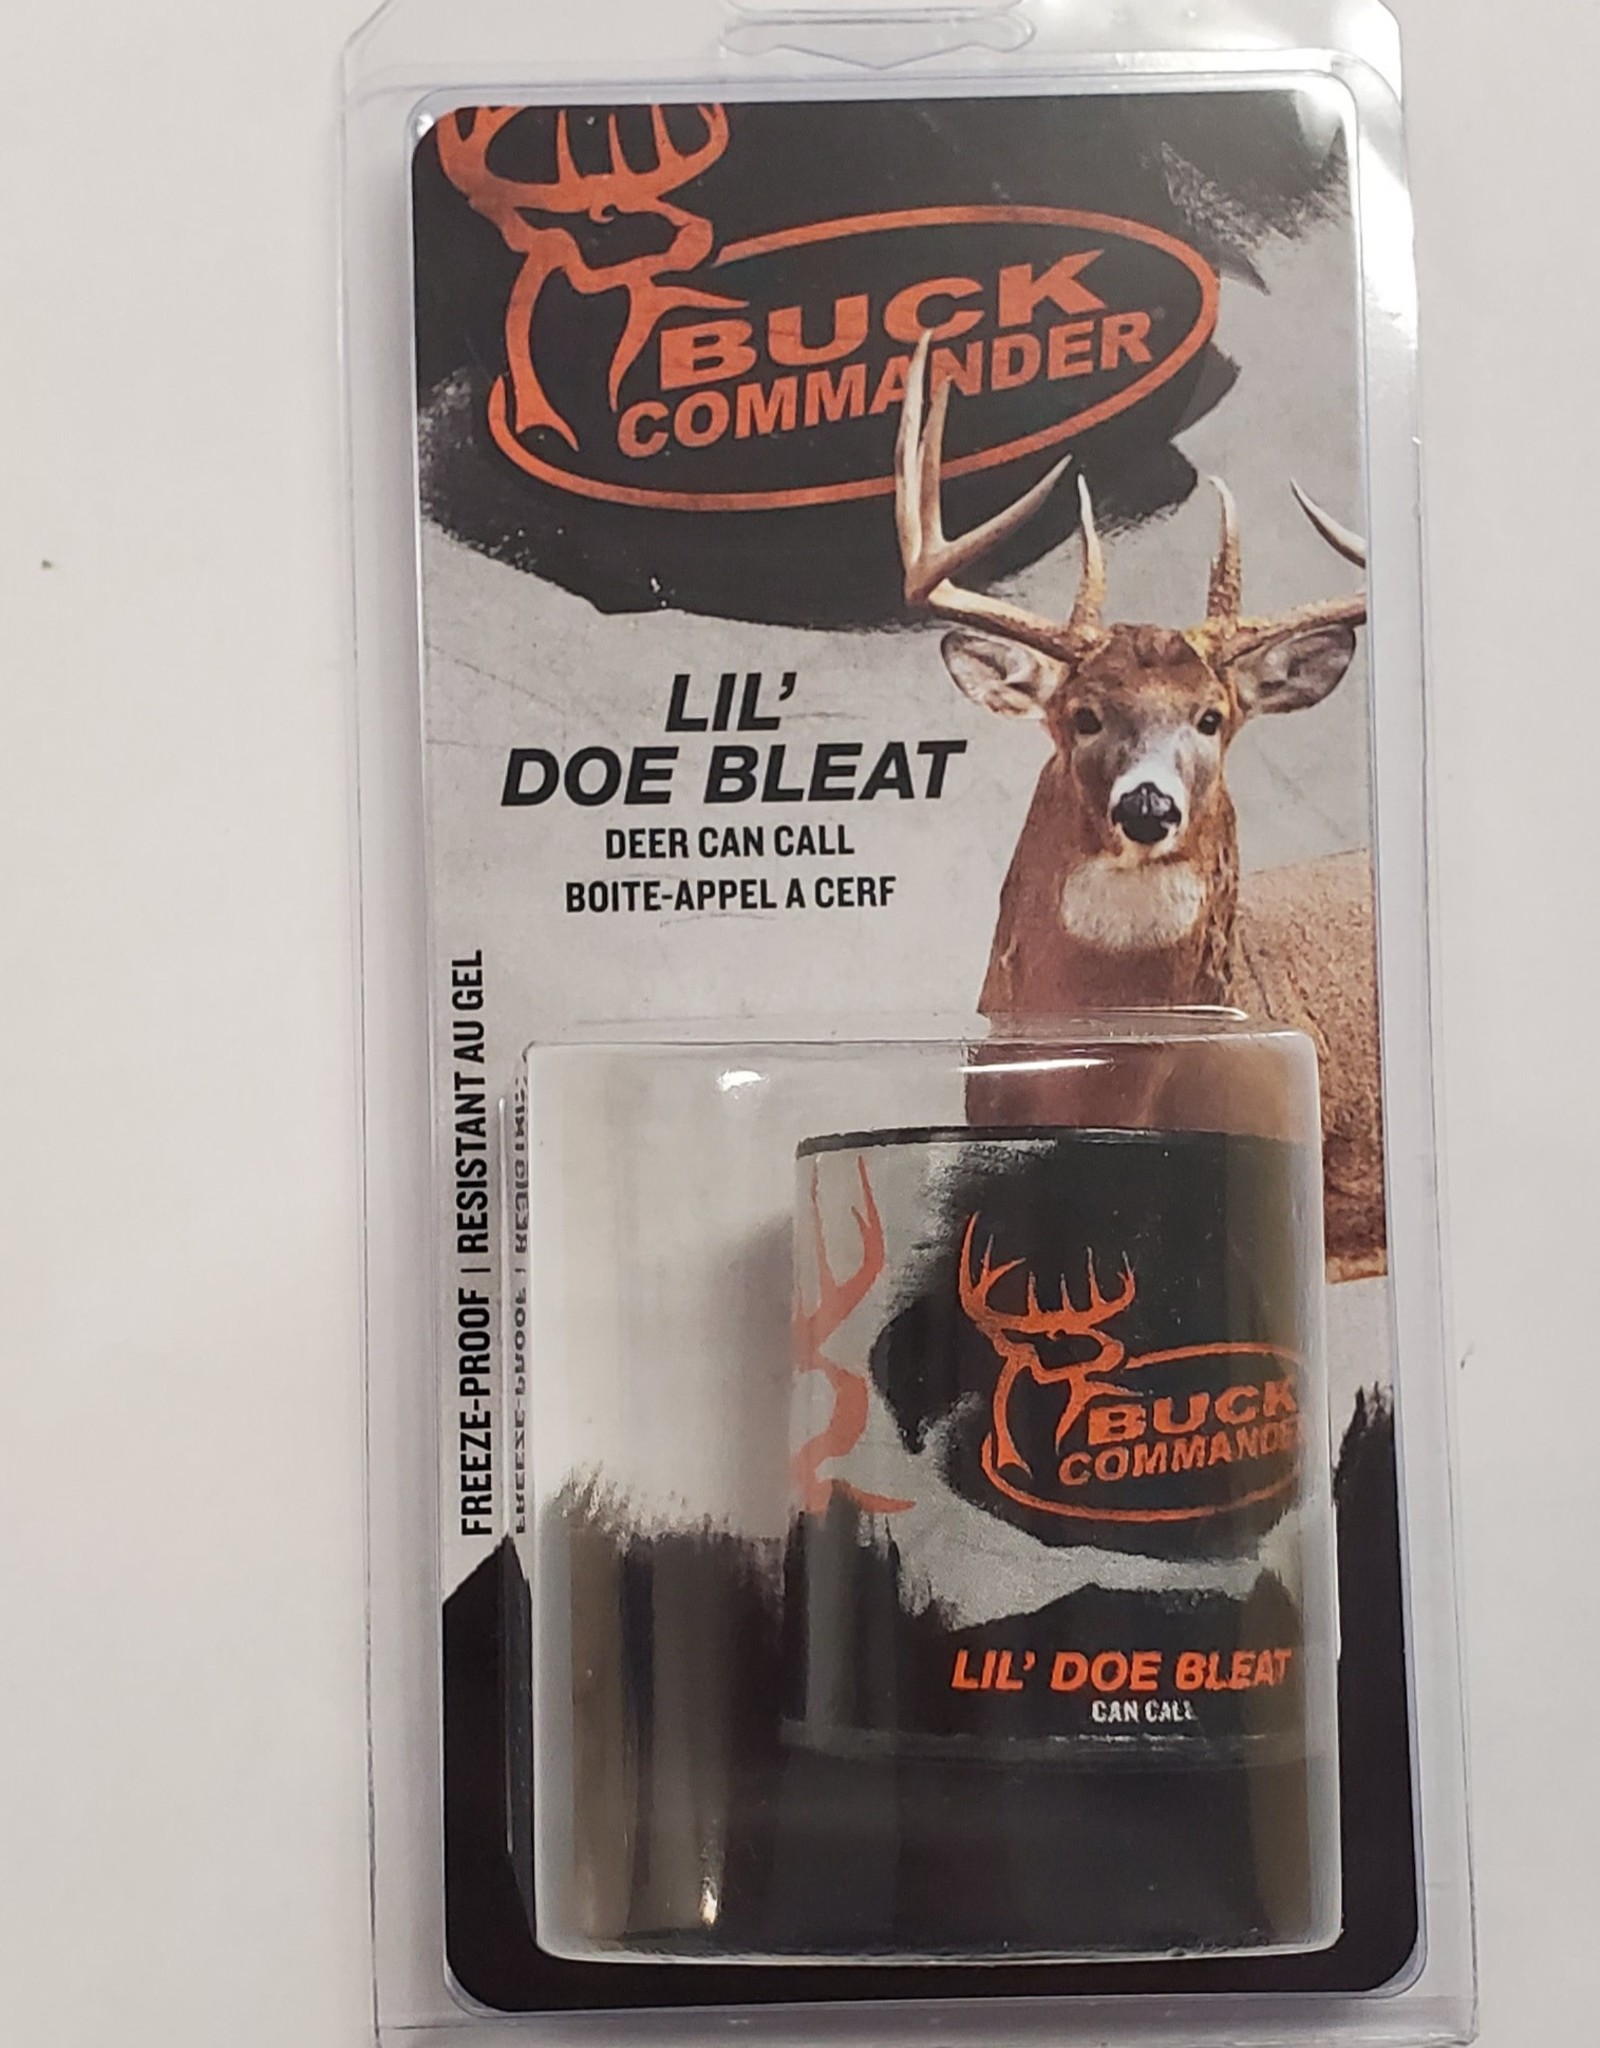 BUCK
COMMANDER
LIL'
DOE BLEAT
DEER CAN CALL
BOITE-APPEL A CERF
FREEZE-PROOF | RESISTANT AU GEL
BUCK
COMMANDE
LIL' DOE BLEAT
CAN CALL